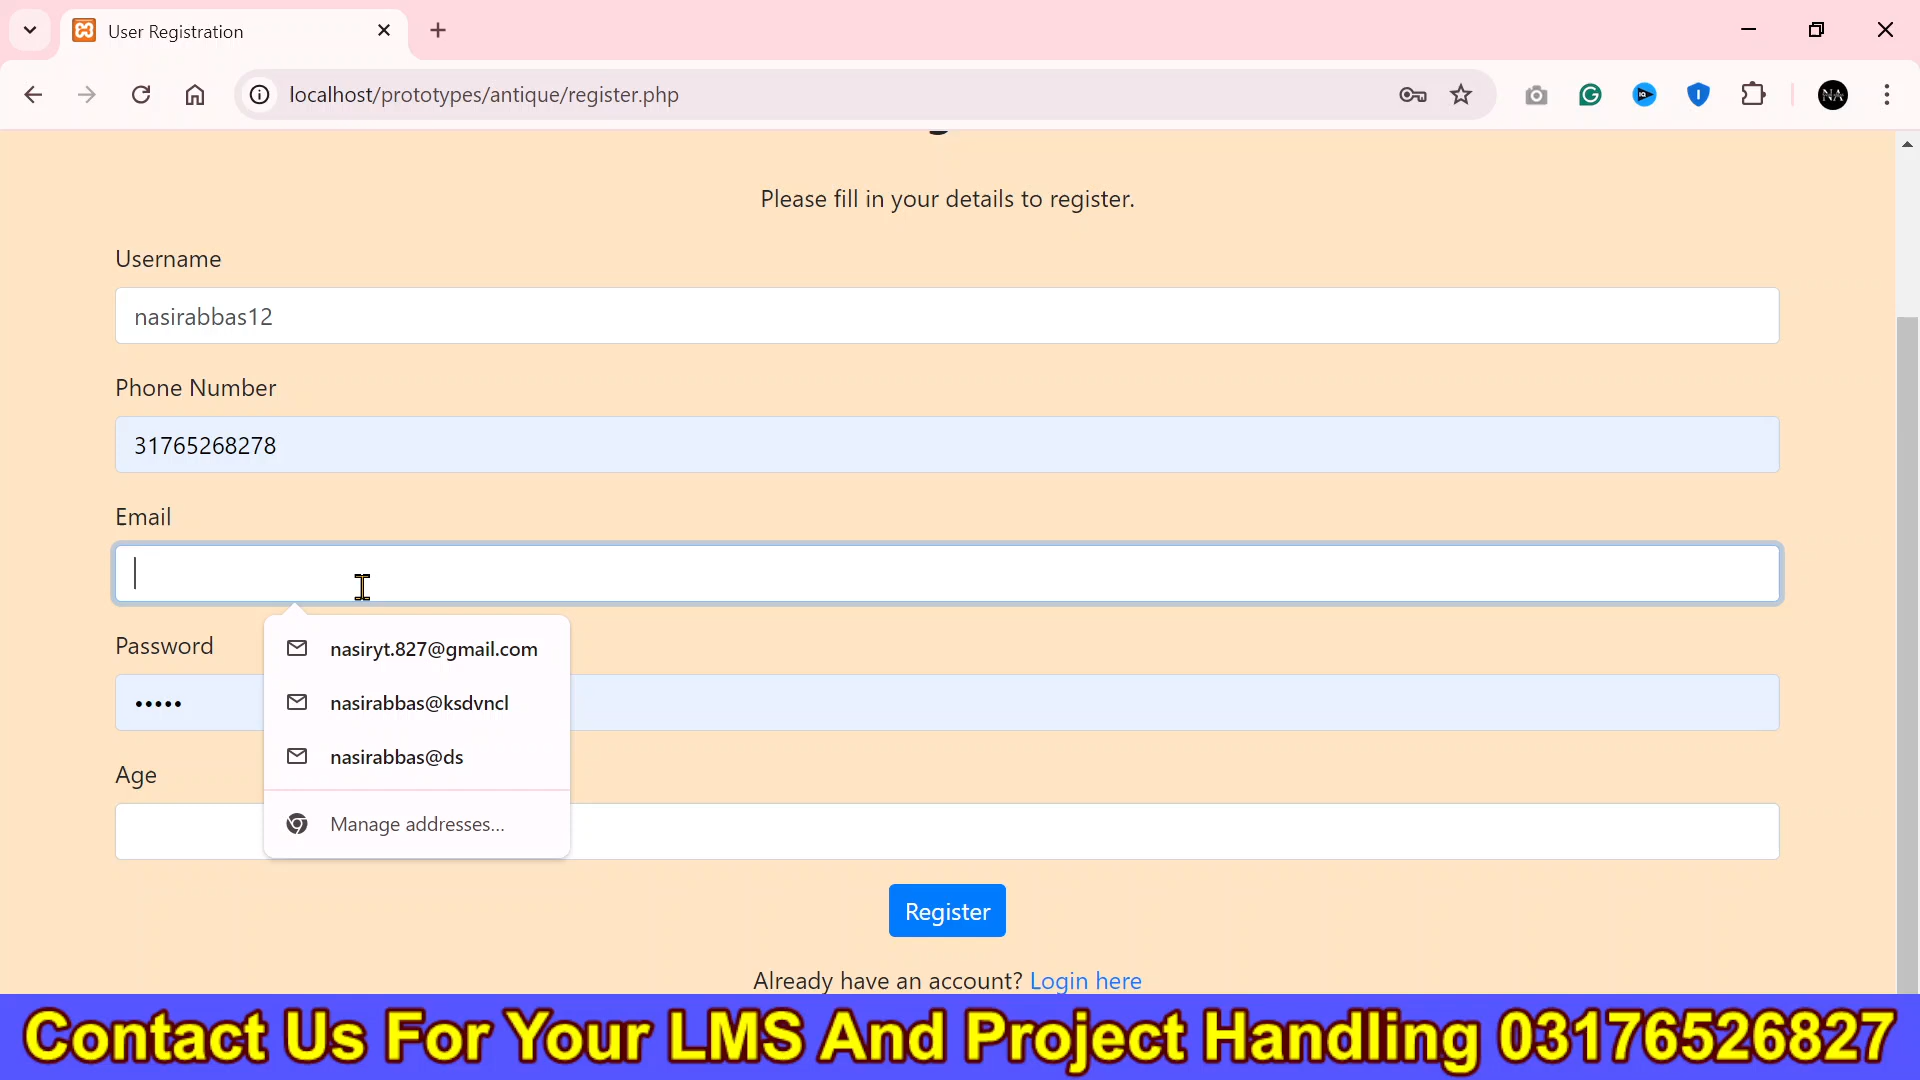 User Registration
localhost/prototypes/antique/register.php
NA
Please fill in your details to register.
Username
nasirabbas12
Phone Number
31765268278
Email
nasiryt.827@gmail.com
Password
•••••
nasirabbas@ksdvncl
nasirabbas@ds
Age
Manage addresses...
Register
Already have an account? Login here
Contact Us For Your LMS And Project Handling 03176526827